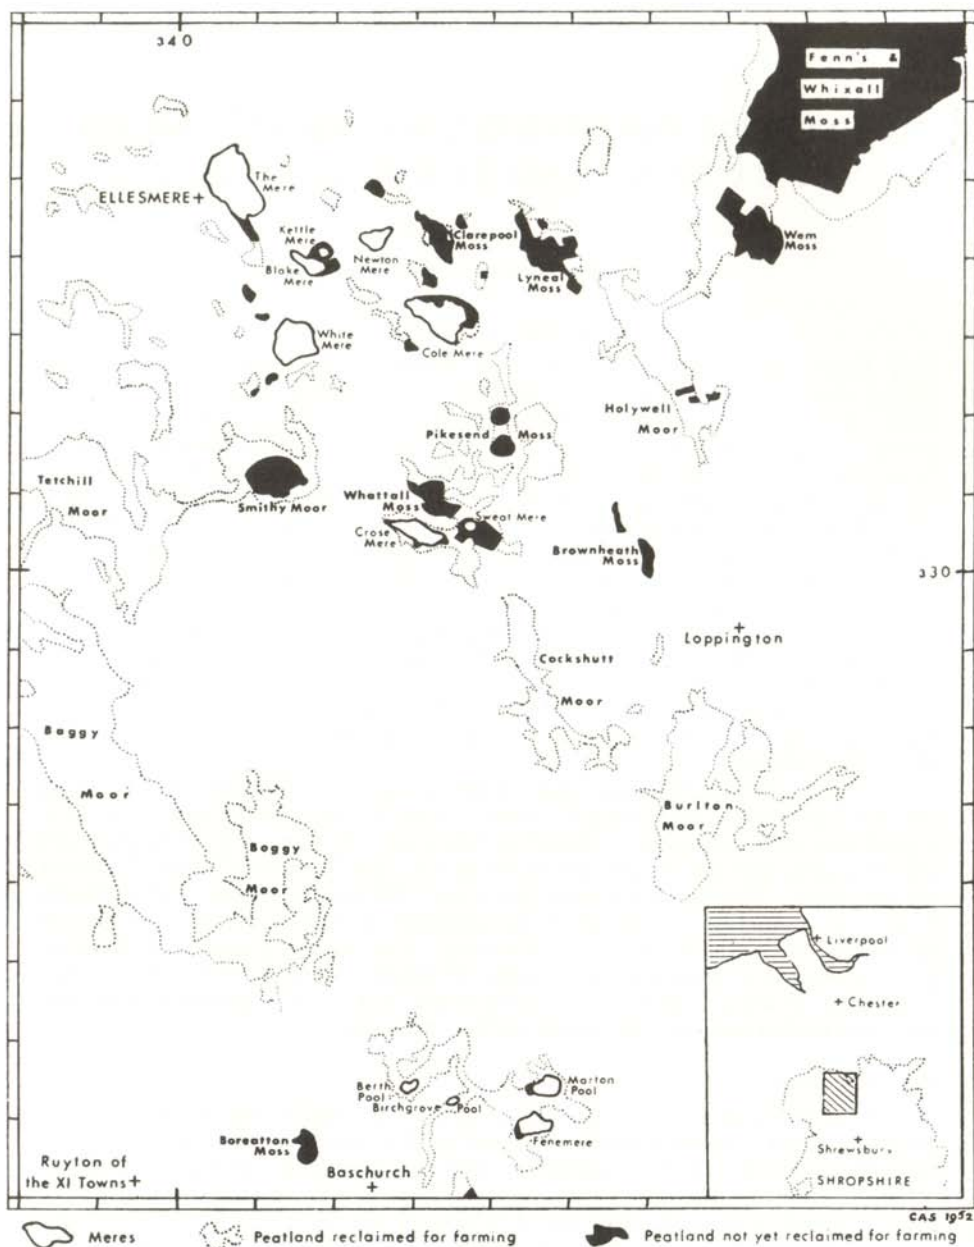 340
Fenn's &
Whixall
Moss
The
Mere
ELLESMERE+
Kettle
Mere
Blake
Mere
Newton
Mere
Clarepool
Moss
Lyneal
Moss
Wem
Moss
White
Mere
Cole Mere
Holywell
Moor
Pikesend Moss
Tetchill
Moor
Smithy Moor
Whattall
Moss
Sweat Mere
Crose
Mere
Brownheath
Moss
330
Loppington
Cockshutt
Moor
Baggy
Moor
Burlton
Moor
Baggy
Moor
Liverpool
Chester
Shrewsbury
SHROPSHIRE
Berth
Pool
Birchgrove Pool
Marton
Pool
Fenemere
Boreatton
Moss
Baschurch
Ruyton of
the XI Towns+
CAS 1952
Meres
Peatland reclaimed for farming
Peatland not yet reclaimed for farming